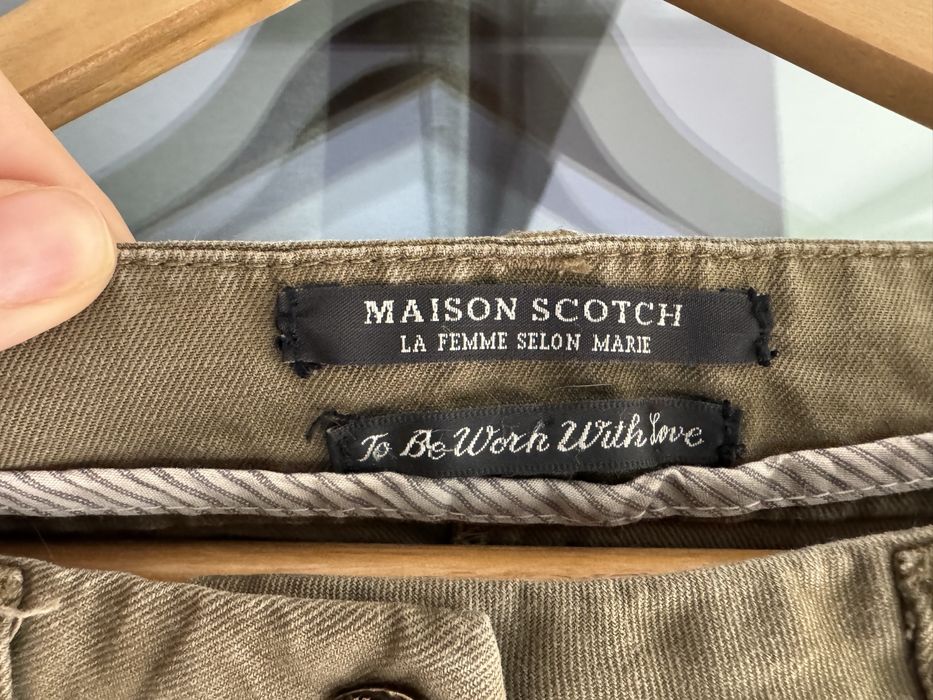 MAISON SCOTCH
LA FEMME SELON MARIE
To Be Worn With Love